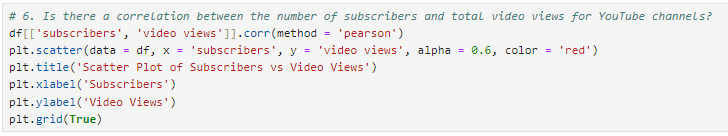 # 6. Is there a correlation between the number of subscribers and total video views for YouTube channels?
df[['subscribers', 'video views']].corr(method = 'pearson')
plt.scatter(data = df, x = 'subscribers', y = 'video views', alpha = 0.6, color = 'red')
plt.title('Scatter Plot of Subscribers vs Video Views')
plt.xlabel('Subscribers')
plt.ylabel('Video Views')
plt.grid(True)